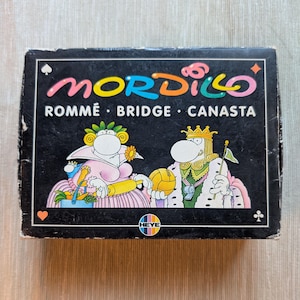 MORDILLO
ROMMÉ · BRIDGE · CANASTA
HEYE